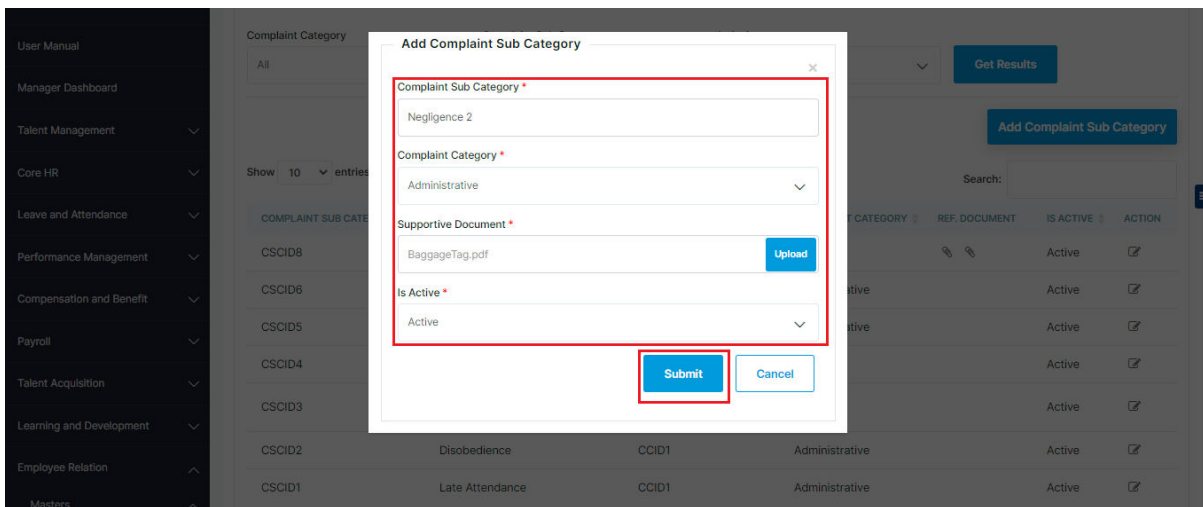 User Manual
Manager Dashboard
Talent Management
Core HR
Leave and Attendance
Performance Management
Compensation and Benefit
Payroll
Talent Acquisition
Learning and Development
Employee Relation
Masters
Complaint Category
All
Get Results
Add Complaint Sub Category
Show 10 entries
Search:
COMPLAINT SUB CATE
T CATEGORY REF. DOCUMENT IS ACTIVE ACTION
CSCID8 Active
CSCID6 ative Active
CSCID5 ative Active
CSCID4 Active
CSCID3 Active
CSCID2 Disobedience CCID1 Administrative Active
CSCID1 Late Attendance CCID1 Administrative Active
Add Complaint Sub Category
×
Complaint Sub Category *
Negligence 2
Complaint Category *
Administrative
Supportive Document *
BaggageTag.pdf Upload
Is Active *
Active
Submit Cancel